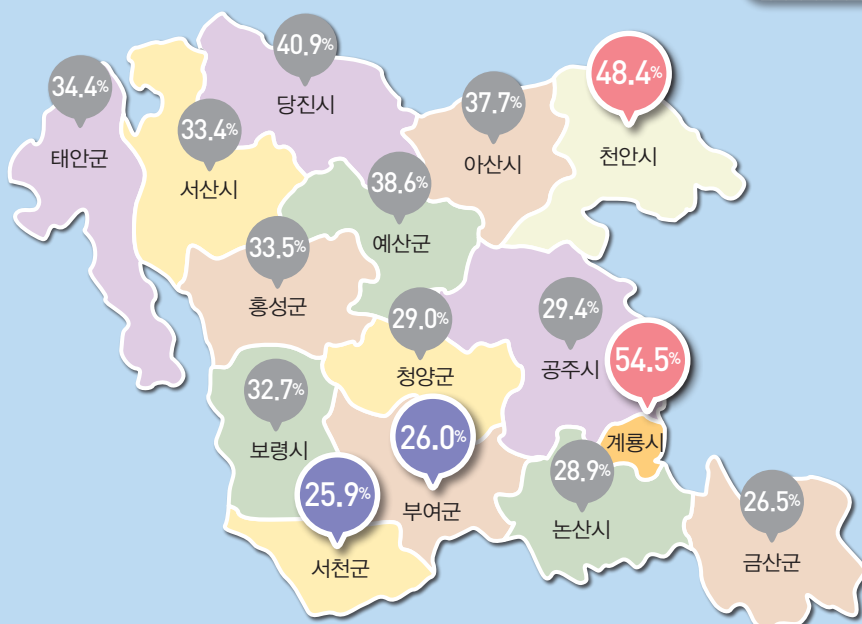 40.9%
당진시
48.4%
천안시
34.4%
태안군
37.7%
아산시
33.4%
서산시
38.6%
예산군
33.5%
홍성군
29.0%
청양군
29.4%
공주시
54.5%
계룡시
32.7%
보령시
26.0%
부여군
28.9%
논산시
25.9%
서천군
26.5%
금산군